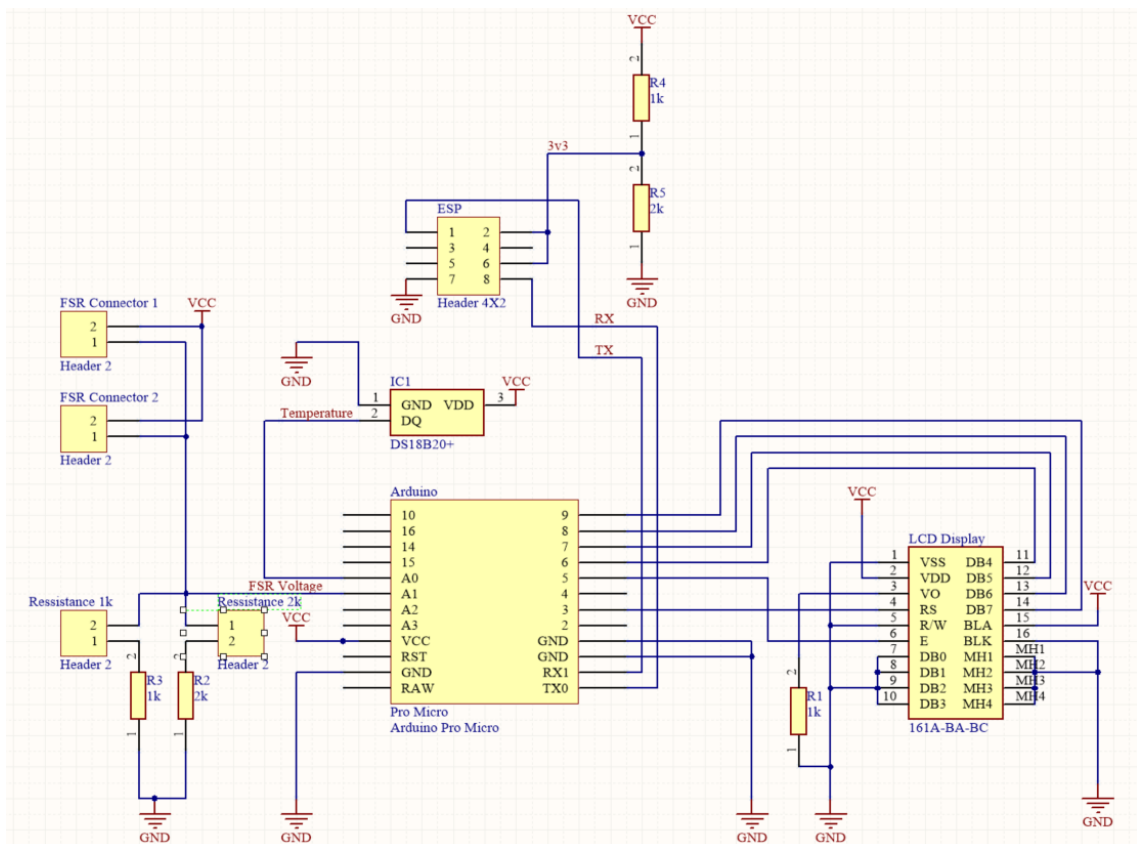 VCC
2
R4
1k
1
3v3
2
R5
2k
1
GND
ESP
1 2
3 4
5 6
7 8
Header 4X2
GND
RX
TX
FSR Connector 1
VCC
2
1
Header 2
FSR Connector 2
2
1
Header 2
GND
IC1
1 GND VDD 3 VCC
2 DQ
Temperature
DS18B20+
Arduino
10 9
16 8
14 7
15 6
A0 5
A1 4
A2 3
A3 2
VCC GND
RST GND
GND RX1
RAW TX0
Pro Micro
Arduino Pro Micro
FSR Voltage
Ressistance 1k
2
1
Header 2
Ressistance 2k
1
2
Header 2
VCC
2
R3
1k
1
2
R2
2k
1
GND
GND
VCC
LCD Display
1 VSS DB4 11
2 VDD DB5 12
3 VO DB6 13
4 RS DB7 14
5 R/W BLA 15
6 E BLK 16
7 DB0 MH1 MH1
8 DB1 MH2 MH2
9 DB2 MH3 MH3
10 DB3 MH4 MH4
161A-BA-BC
VCC
2
R1
1k
1
GND
GND
GND